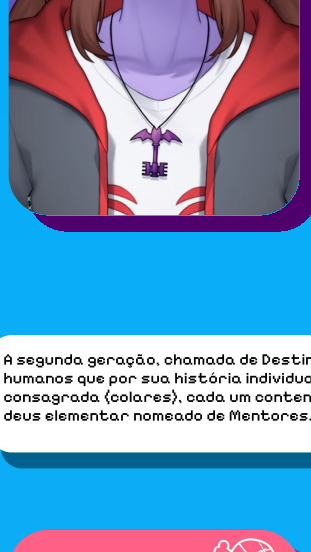 A segunda geração, chamada de
humanos que por sua história
consagrada (colares), cada um
deus elementar nomeado de Mentores.